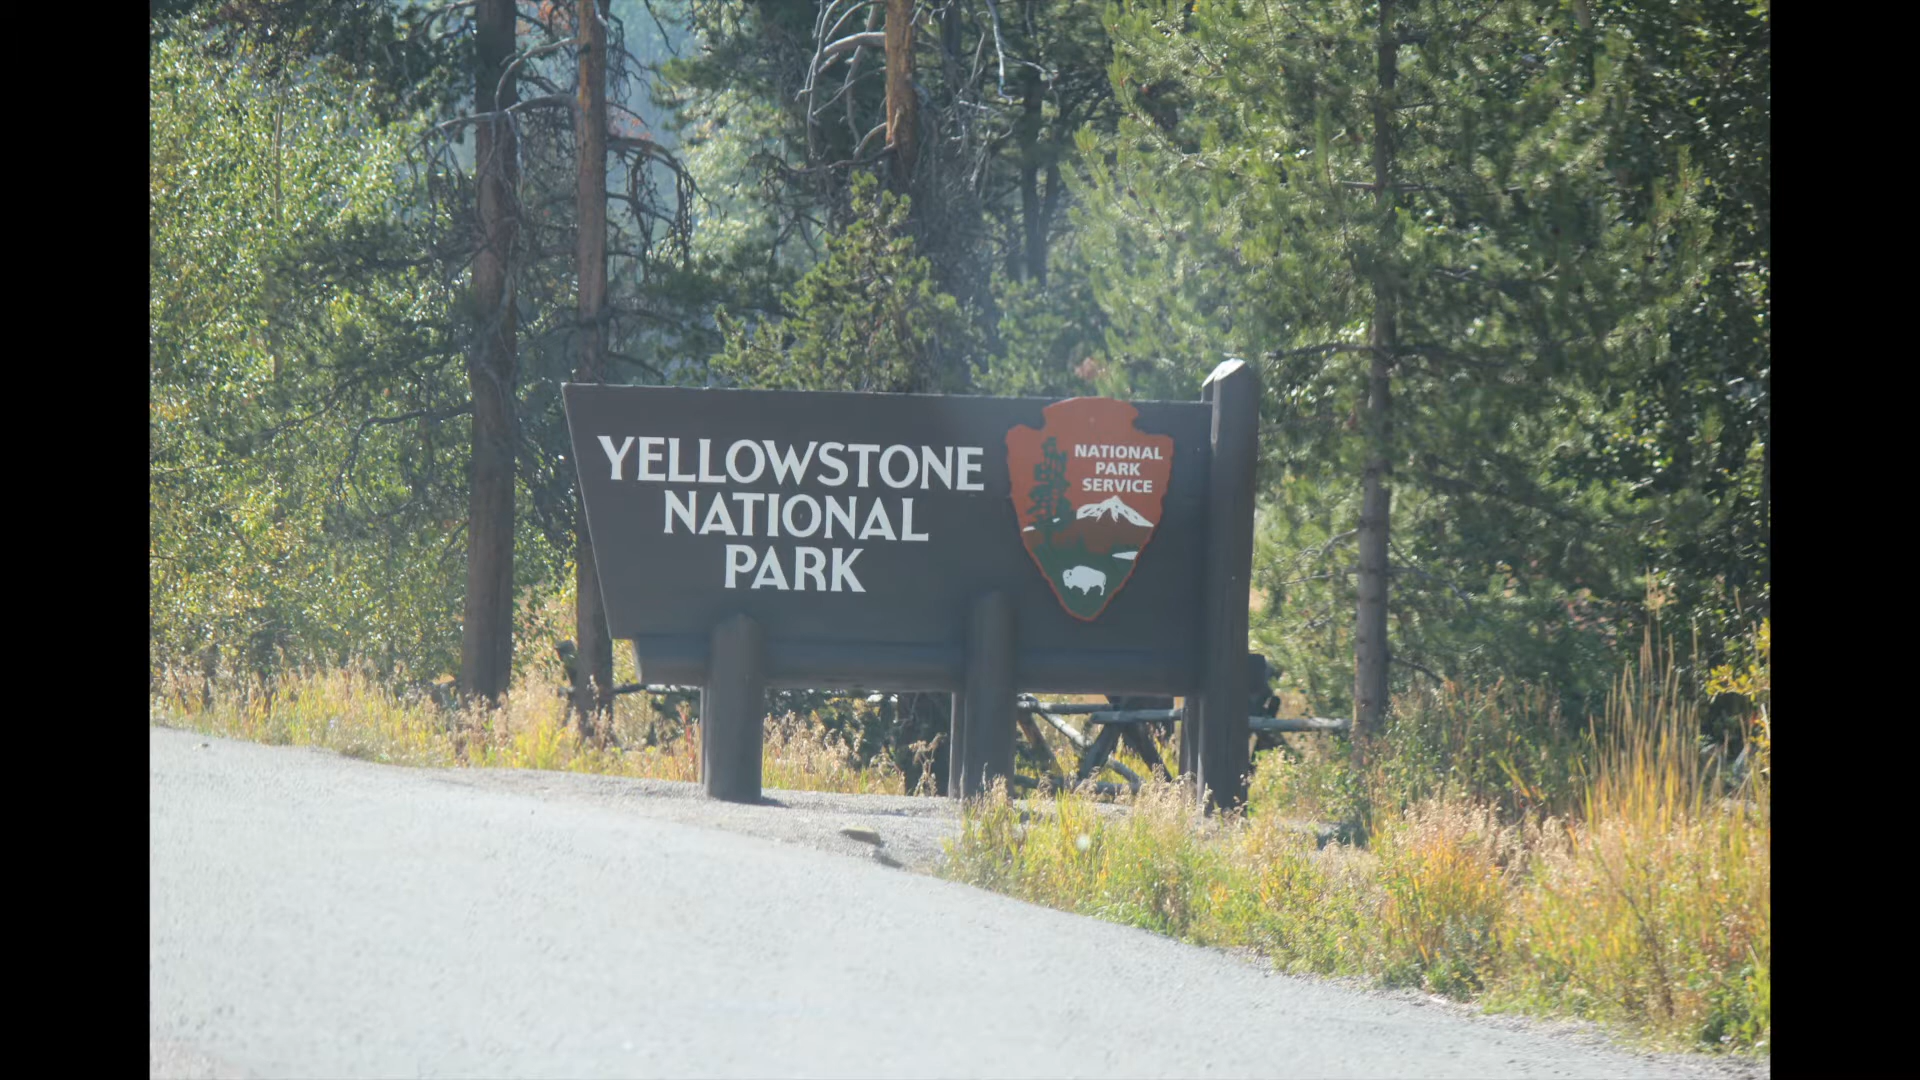 YELLOWSTONE
NATIONAL
PARK
NATIONAL
PARK
SERVICE